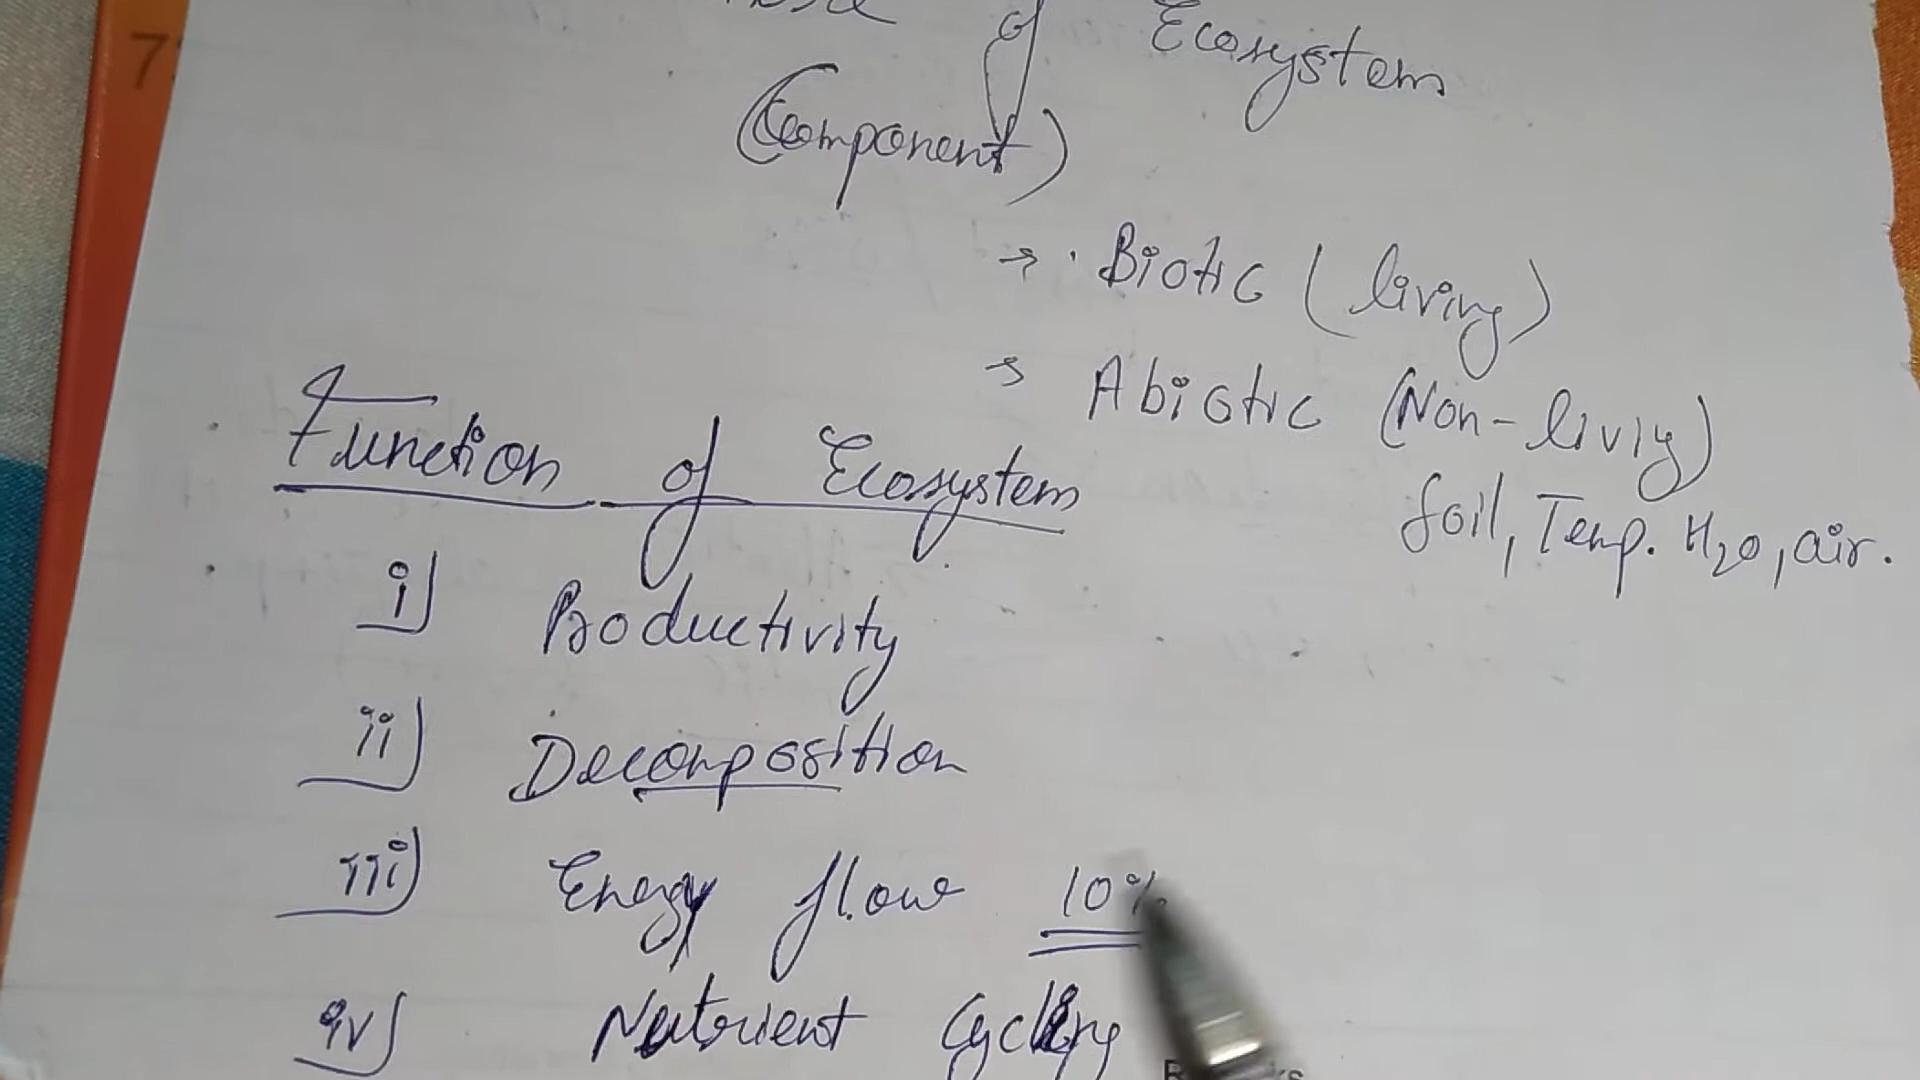 of Ecosystem
(Component)
→ Biotic (living)
→ Abiotic (Non-living)
Soil, Temp. H2O, air.
Function of Ecosystem
i) Productivity
ii) Decomposition
iii) Energy flow 10%
iv) Nutrient Cycling
7